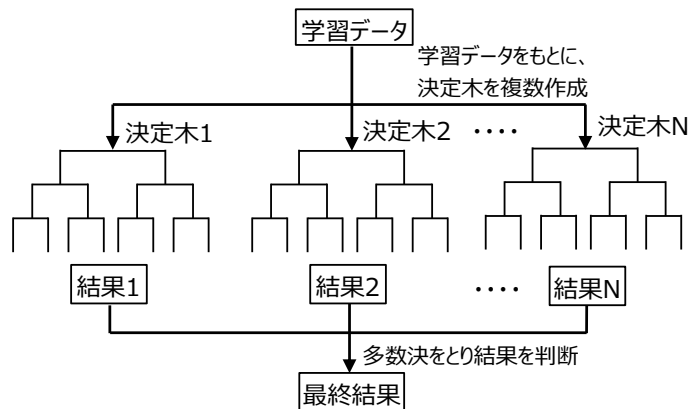 学習データ
学習データをもとに、
決定木を複数作成
決定木1
決定木2
・・・・
決定木N
結果1
結果2
・・・・
結果N
多数決をとり結果を判断
最終結果